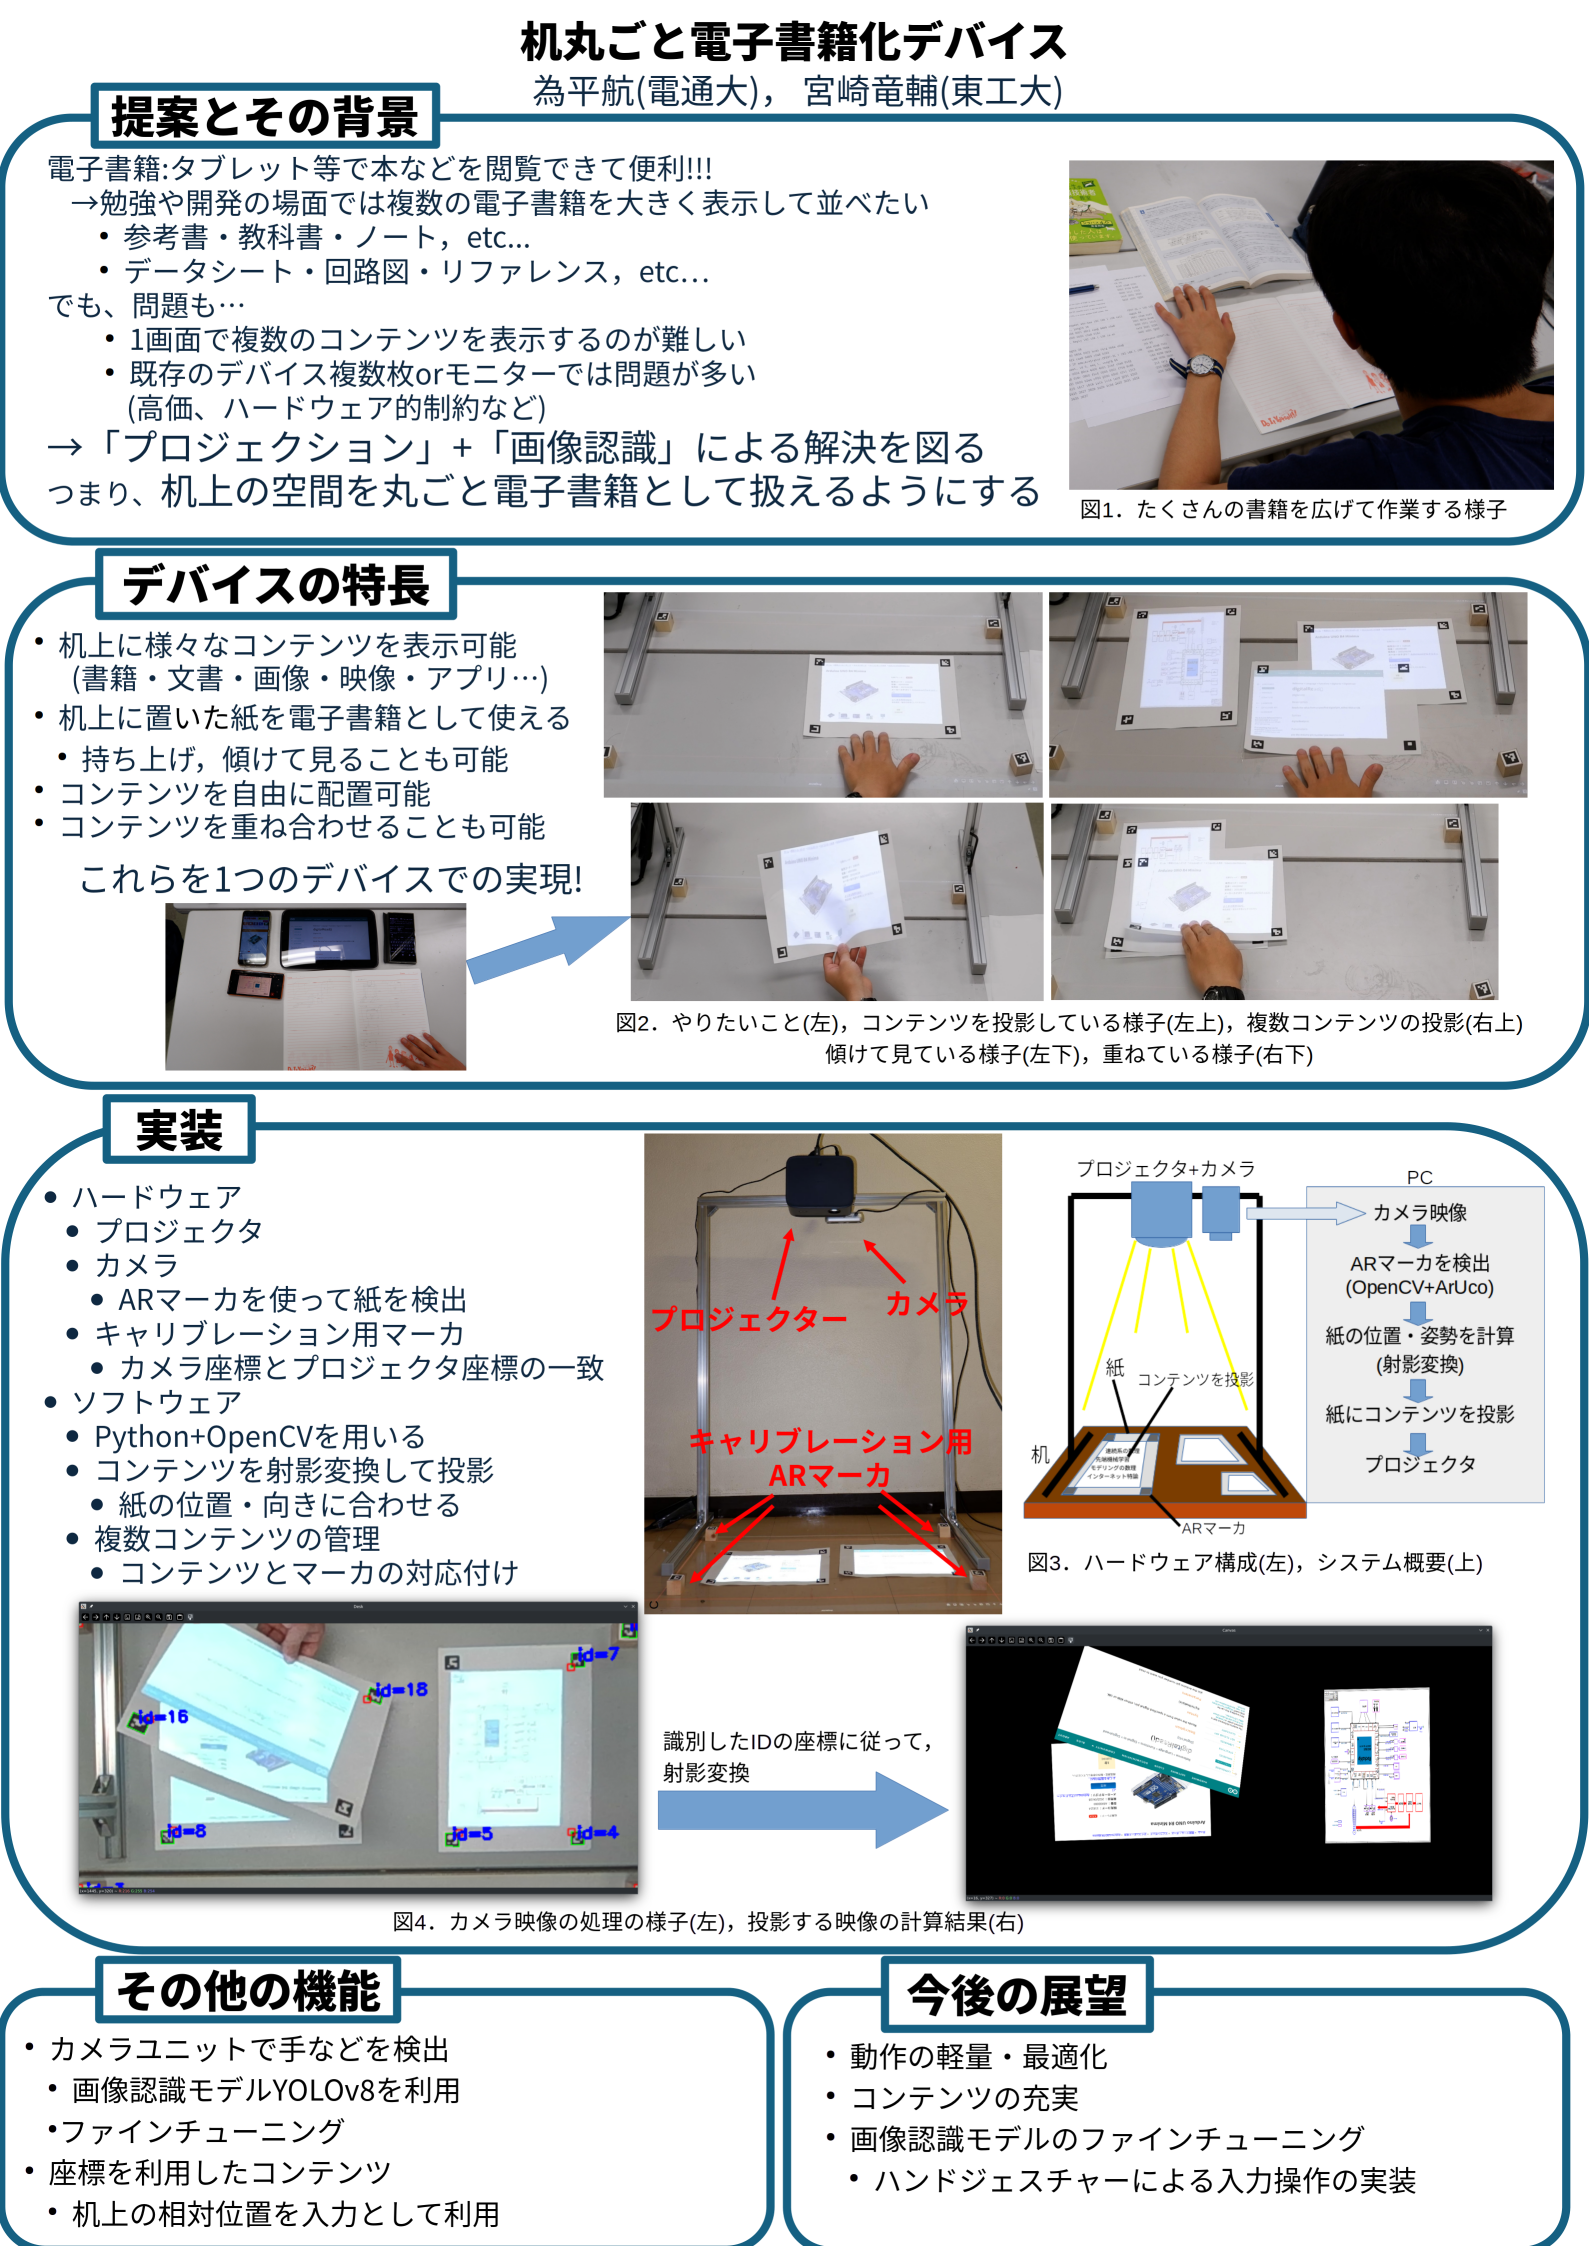 机丸ごと電子書籍化デバイス
為平航(電通大)， 宮崎竜輔(東工大)
提案とその背景
電子書籍:タブレット等で本などを閲覧できて便利!!!
→勉強や開発の場面では複数の電子書籍を大きく表示して並べたい
• 参考書・教科書・ノート，etc...
• データシート・回路図・リファレンス，etc…
でも、問題も…
• 1画面で複数のコンテンツを表示するのが難しい
• 既存のデバイス複数枚orモニターでは問題が多い
(高価、ハードウェア的制約など)
→「プロジェクション」+「画像認識」による解決を図る
つまり、机上の空間を丸ごと電子書籍として扱えるようにする
図1．たくさんの書籍を広げて作業する様子
デバイスの特長
• 机上に様々なコンテンツを表示可能
(書籍・文書・画像・映像・アプリ…)
• 机上に置いた紙を電子書籍として使える
• 持ち上げ，傾けて見ることも可能
• コンテンツを自由に配置可能
• コンテンツを重ね合わせることも可能
これらを1つのデバイスでの実現!
図2．やりたいこと(左)，コンテンツを投影している様子(左上)，複数コンテンツの投影(右上)
傾けて見ている様子(左下)，重ねている様子(右下)
実装
• ハードウェア
• プロジェクタ
• カメラ
• ARマーカを使って紙を検出
• キャリブレーション用マーカ
• カメラ座標とプロジェクタ座標の一致
• ソフトウェア
• Python+OpenCVを用いる
• コンテンツを射影変換して投影
• 紙の位置・向きに合わせる
• 複数コンテンツの管理
• コンテンツとマーカの対応付け
プロジェクター
カメラ
キャリブレーション用
ARマーカ
プロジェクタ+カメラ
紙
コンテンツを投影
机
連続系の数理
先端機械学習
モデリングの数理
インターネット特論
ARマーカ
PC
カメラ映像
ARマーカを検出
(OpenCV+ArUco)
紙の位置・姿勢を計算
(射影変換)
紙にコンテンツを投影
プロジェクタ
図3．ハードウェア構成(左)，システム概要(上)
id=7
id=18
id=16
id=8
id=5
id=4
識別したIDの座標に従って，
射影変換
Arduino UNO R4 Minima
図4．カメラ映像の処理の様子(左)，投影する映像の計算結果(右)
その他の機能
• カメラユニットで手などを検出
• 画像認識モデルYOLOv8を利用
•ファインチューニング
• 座標を利用したコンテンツ
• 机上の相対位置を入力として利用
今後の展望
• 動作の軽量・最適化
• コンテンツの充実
• 画像認識モデルのファインチューニング
• ハンドジェスチャーによる入力操作の実装